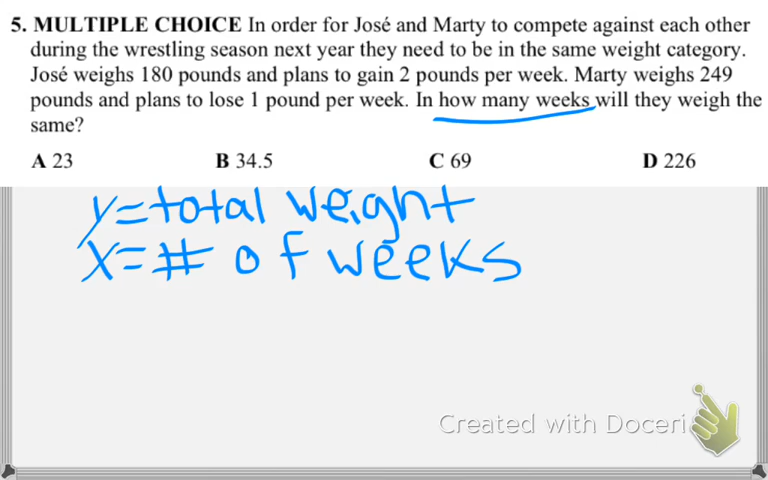 5. MULTIPLE CHOICE In order for José and Marty to compete against each other
during the wrestling season next year they need to be in the same weight category.
José weighs 180 pounds and plans to gain 2 pounds per week. Marty weighs 249
pounds and plans to lose 1 pound per week. In how many weeks will they weigh the
same?
A 23 B 34.5 C 69 D 226
y=total weight
x=# of weeks
Created with Doceri